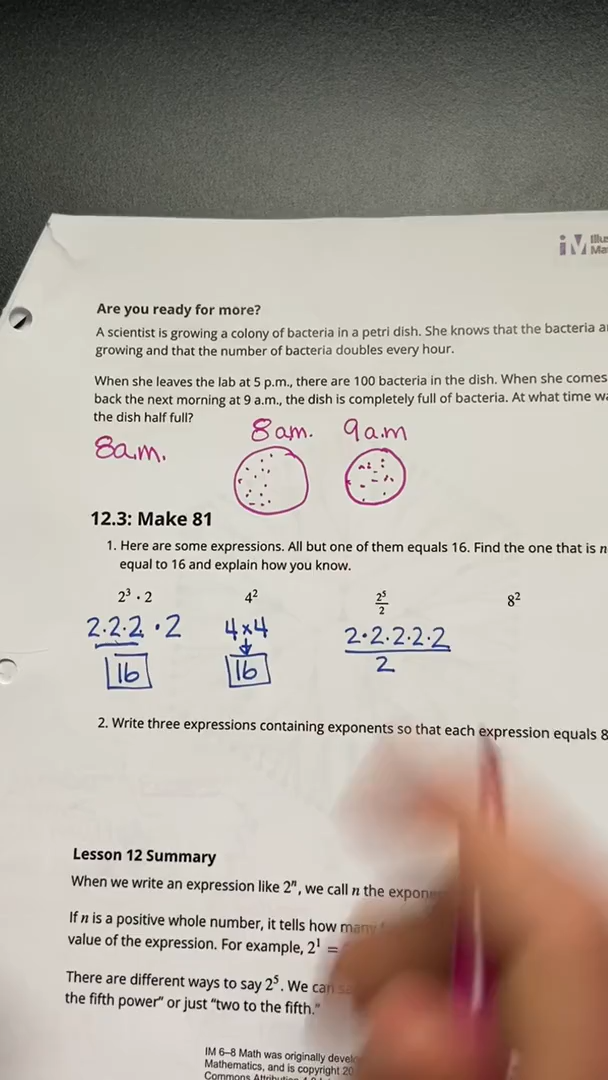 Are you ready for more?
A scientist is growing a colony of bacteria in a petri dish. She knows that the bacteria
growing and that the number of bacteria doubles every hour.
When she leaves the lab at 5 p.m., there are 100 bacteria in the dish. When she comes
back the next morning at 9 a.m., the dish is completely full of bacteria. At what time
the dish half full?
8a.m.
8am. 9a.m
12.3: Make 81
1. Here are some expressions. All but one of them equals 16. Find the one that is
equal to 16 and explain how you know.
2³ · 2 4² 2⁵/2 8²
2·2·2 · 2 4×4 2·2·2·2·2
16 16 2
2. Write three expressions containing exponents so that each expression equals 8
Lesson 12 Summary
When we write an expression like 2ⁿ, we call n the
If n is a positive whole number, it tells how many
value of the expression. For example, 2¹ =
There are different ways to say 2⁵. We can
the fifth power” or just “two to the fifth.”
IM 6–8 Math was originally
Mathematics, and is copyright 20
Commons